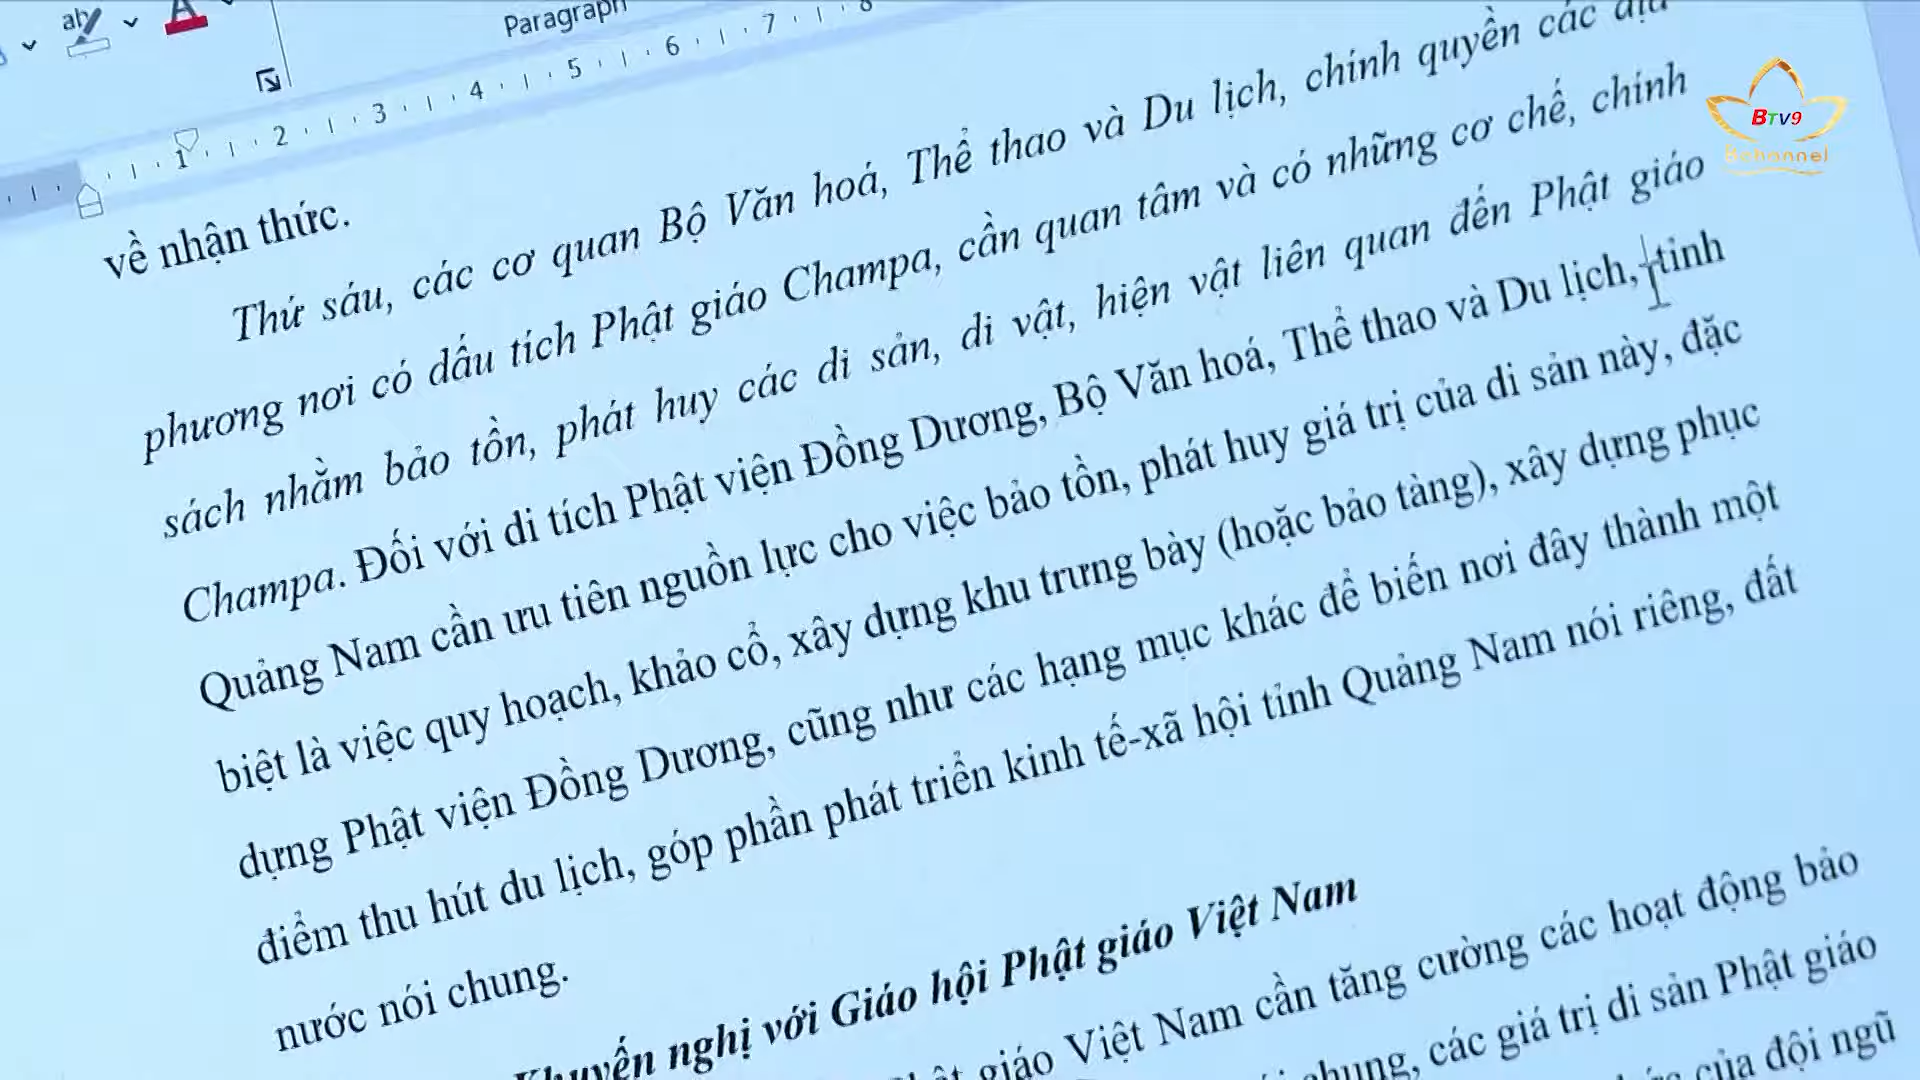 Paragraph
1 2 3 4 5 6 7 8
BTV9
Bchannel
về nhận thức.
Thứ sáu, các cơ quan Bộ Văn hoá, Thể thao và Du lịch, chính quyền các địa
phương nơi có dấu tích Phật giáo Champa, cần quan tâm và có những cơ chế, chính
sách nhằm bảo tồn, phát huy các di sản, di vật, hiện vật liên quan đến Phật giáo
Champa. Đối với di tích Phật viện Đồng Dương, Bộ Văn hoá, Thể thao và Du lịch, tỉnh
Quảng Nam cần ưu tiên nguồn lực cho việc bảo tồn, phát huy giá trị của di sản này, đặc
biệt là việc quy hoạch, khảo cổ, xây dựng khu trưng bày (hoặc bảo tàng), xây dựng phục
dựng Phật viện Đồng Dương, cũng như các hạng mục khác để biến nơi đây thành một
điểm thu hút du lịch, góp phần phát triển kinh tế-xã hội tỉnh Quảng Nam nói riêng, đất
nước nói chung.
Khuyến nghị với Giáo hội Phật giáo Việt Nam
giáo Việt Nam cần tăng cường các hoạt động bảo
chung, các giá trị di sản Phật giáo
của đội ngũ